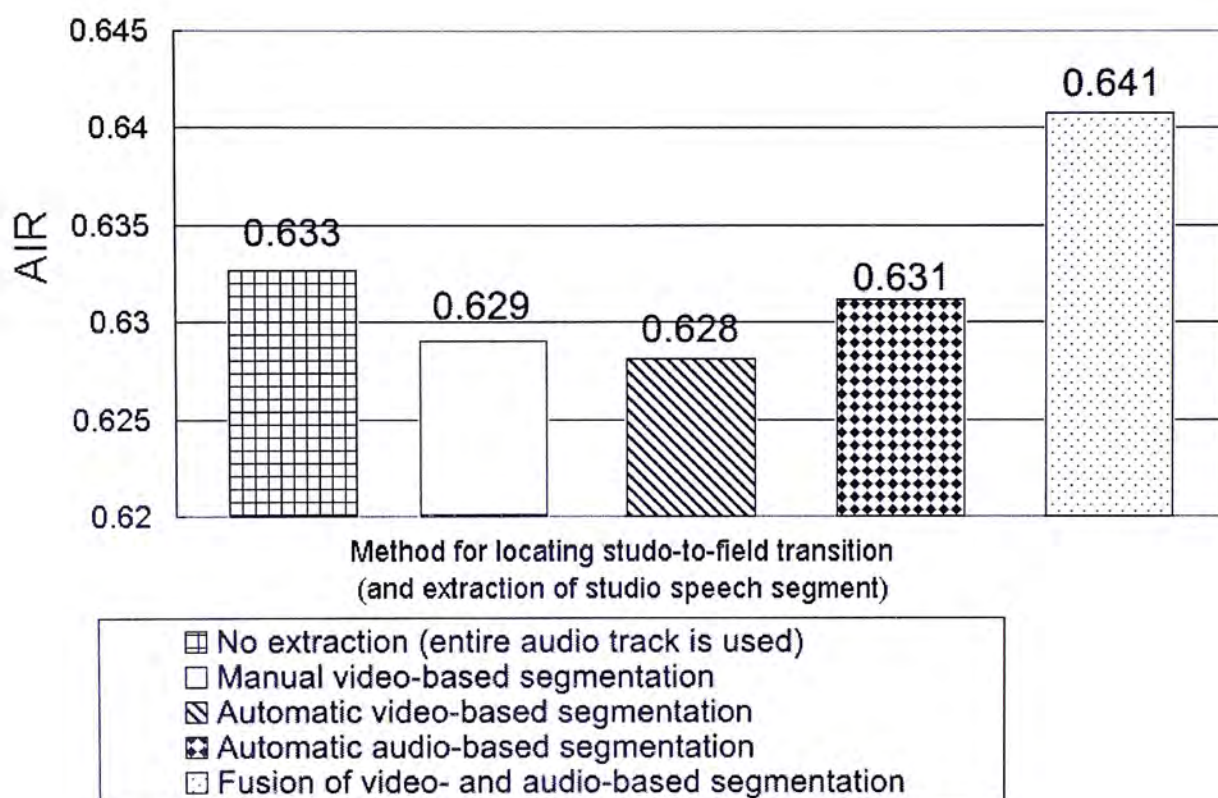 0.645
0.641
0.64
0.635
0.633
0.631
0.63
0.629
0.628
0.625
0.62
AIR
Method for locating studo-to-field transition
(and extraction of studio speech segment)
No extraction (entire audio track is used)
Manual video-based segmentation
Automatic video-based segmentation
Automatic audio-based segmentation
Fusion of video- and audio-based segmentation